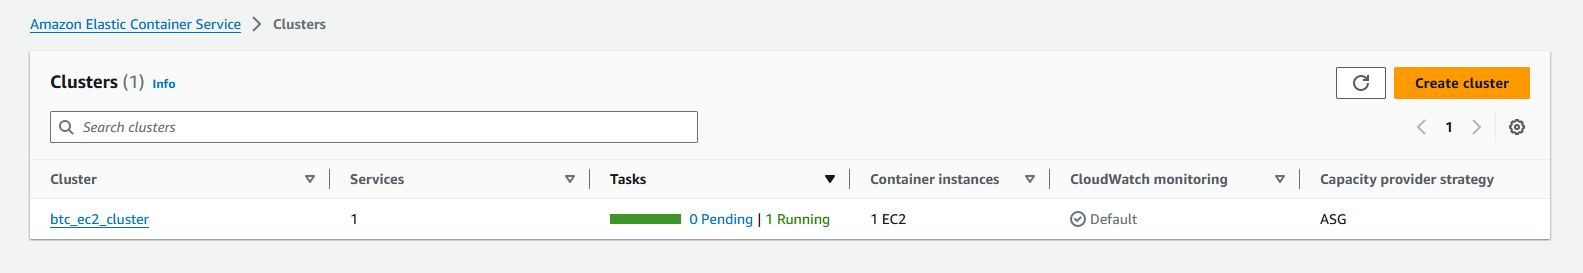 Amazon Elastic Container Service > Clusters
Clusters (1) Info
Create cluster
Search clusters
1
Cluster Services Tasks Container instances CloudWatch monitoring Capacity provider strategy
btc_ec2_cluster 1 0 Pending | 1 Running 1 EC2 Default ASG